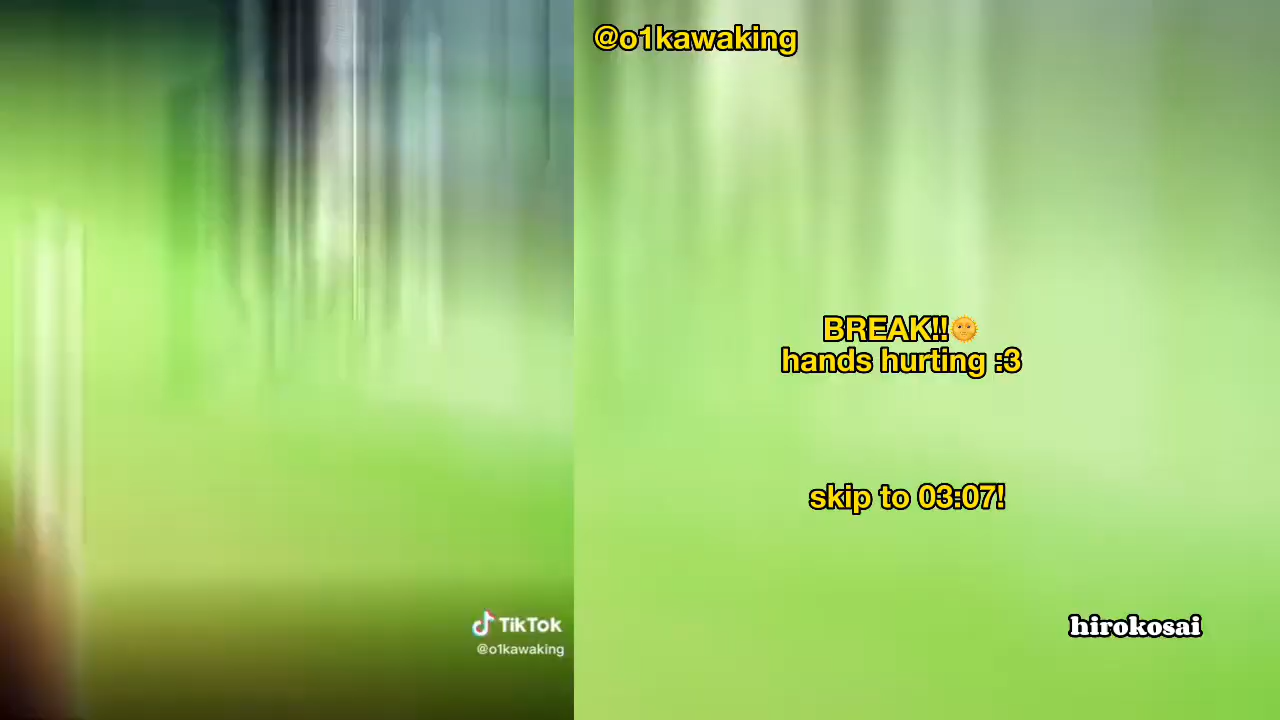 @o1kawaking
BREAK!!🌞
hands hurting :3
skip to 03:07!
TikTok
@o1kawaking
hirokosai